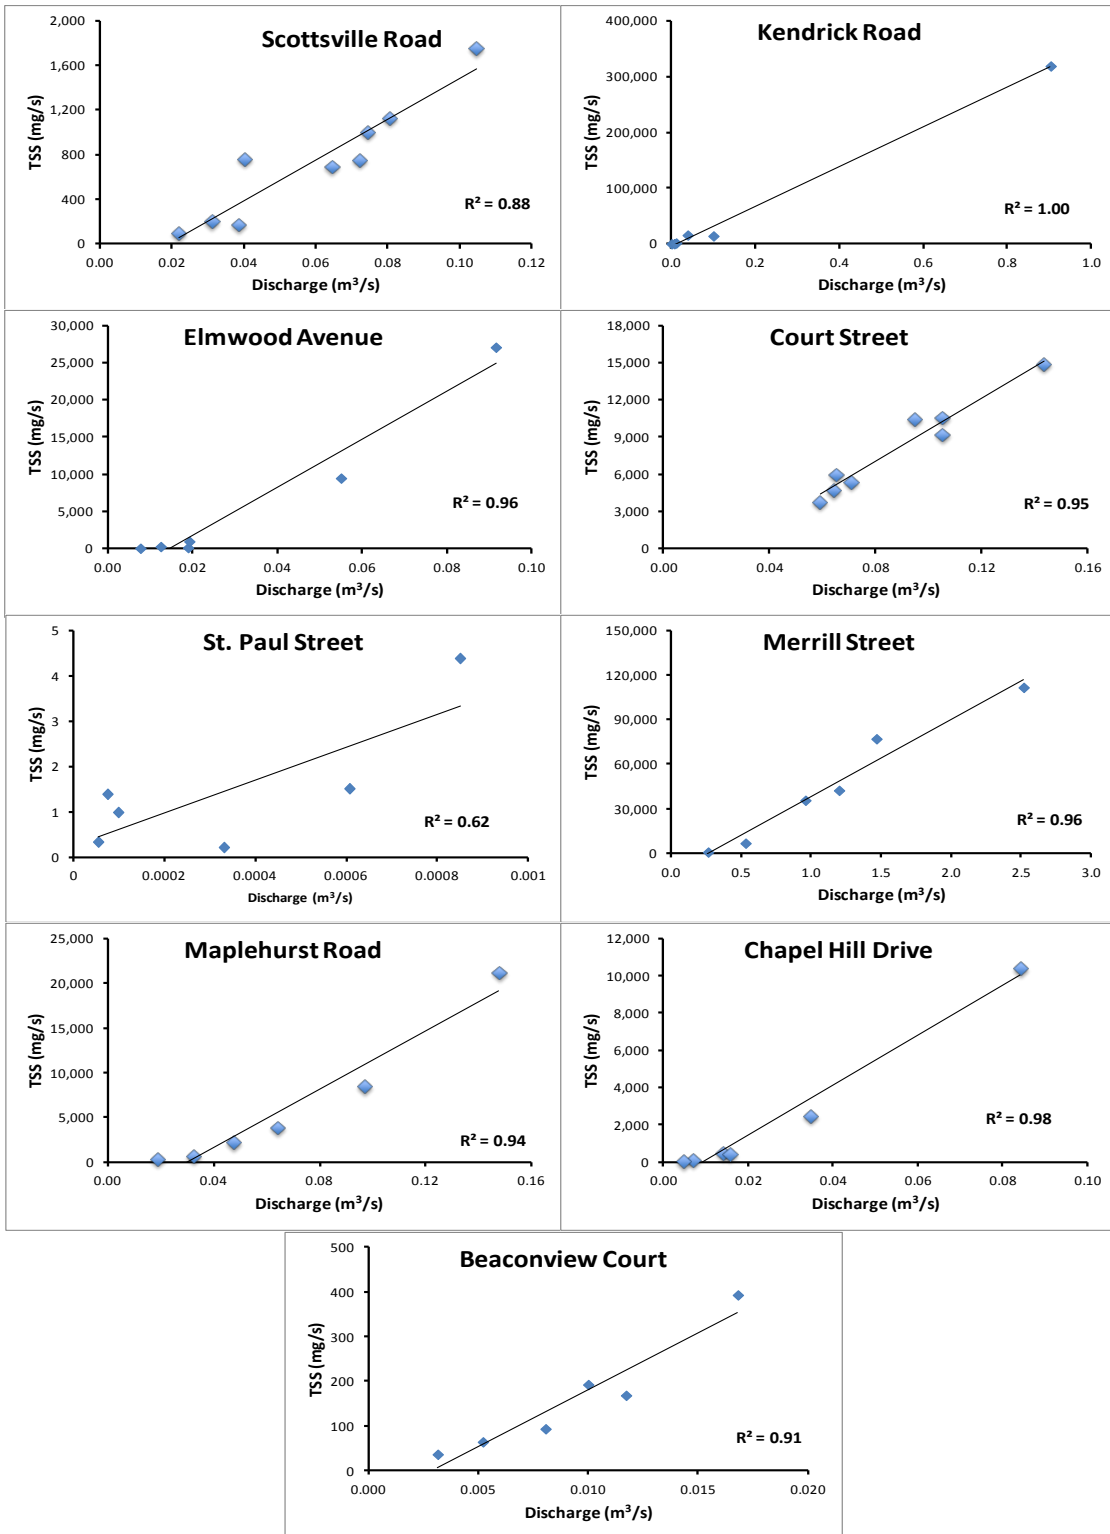 Scottsville Road
TSS (mg/s)
2,000
1,600
1,200
800
400
0
R² = 0.88
0.00 0.02 0.04 0.06 0.08 0.10 0.12
Discharge (m³/s)
Kendrick Road
TSS (mg/s)
400,000
300,000
200,000
100,000
0
R² = 1.00
0.0 0.2 0.4 0.6 0.8 1.0
Discharge (m³/s)
Elmwood Avenue
TSS (mg/s)
30,000
25,000
20,000
15,000
10,000
5,000
0
R² = 0.96
0.00 0.02 0.04 0.06 0.08 0.10
Discharge (m³/s)
Court Street
TSS (mg/s)
18,000
15,000
12,000
9,000
6,000
3,000
0
R² = 0.95
0.00 0.04 0.08 0.12 0.16
Discharge (m³/s)
St. Paul Street
TSS (mg/s)
5
4
3
2
1
0
R² = 0.62
0 0.0002 0.0004 0.0006 0.0008 0.001
Discharge (m³/s)
Merrill Street
TSS (mg/s)
150,000
120,000
90,000
60,000
30,000
0
R² = 0.96
0.0 0.5 1.0 1.5 2.0 2.5 3.0
Discharge (m³/s)
Maplehurst Road
TSS (mg/s)
25,000
20,000
15,000
10,000
5,000
0
R² = 0.94
0.00 0.04 0.08 0.12 0.16
Discharge (m³/s)
Chapel Hill Drive
TSS (mg/s)
12,000
10,000
8,000
6,000
4,000
2,000
0
R² = 0.98
0.00 0.02 0.04 0.06 0.08 0.10
Discharge (m³/s)
Beaconview Court
TSS (mg/s)
500
400
300
200
100
0
R² = 0.91
0.000 0.005 0.010 0.015 0.020
Discharge (m³/s)